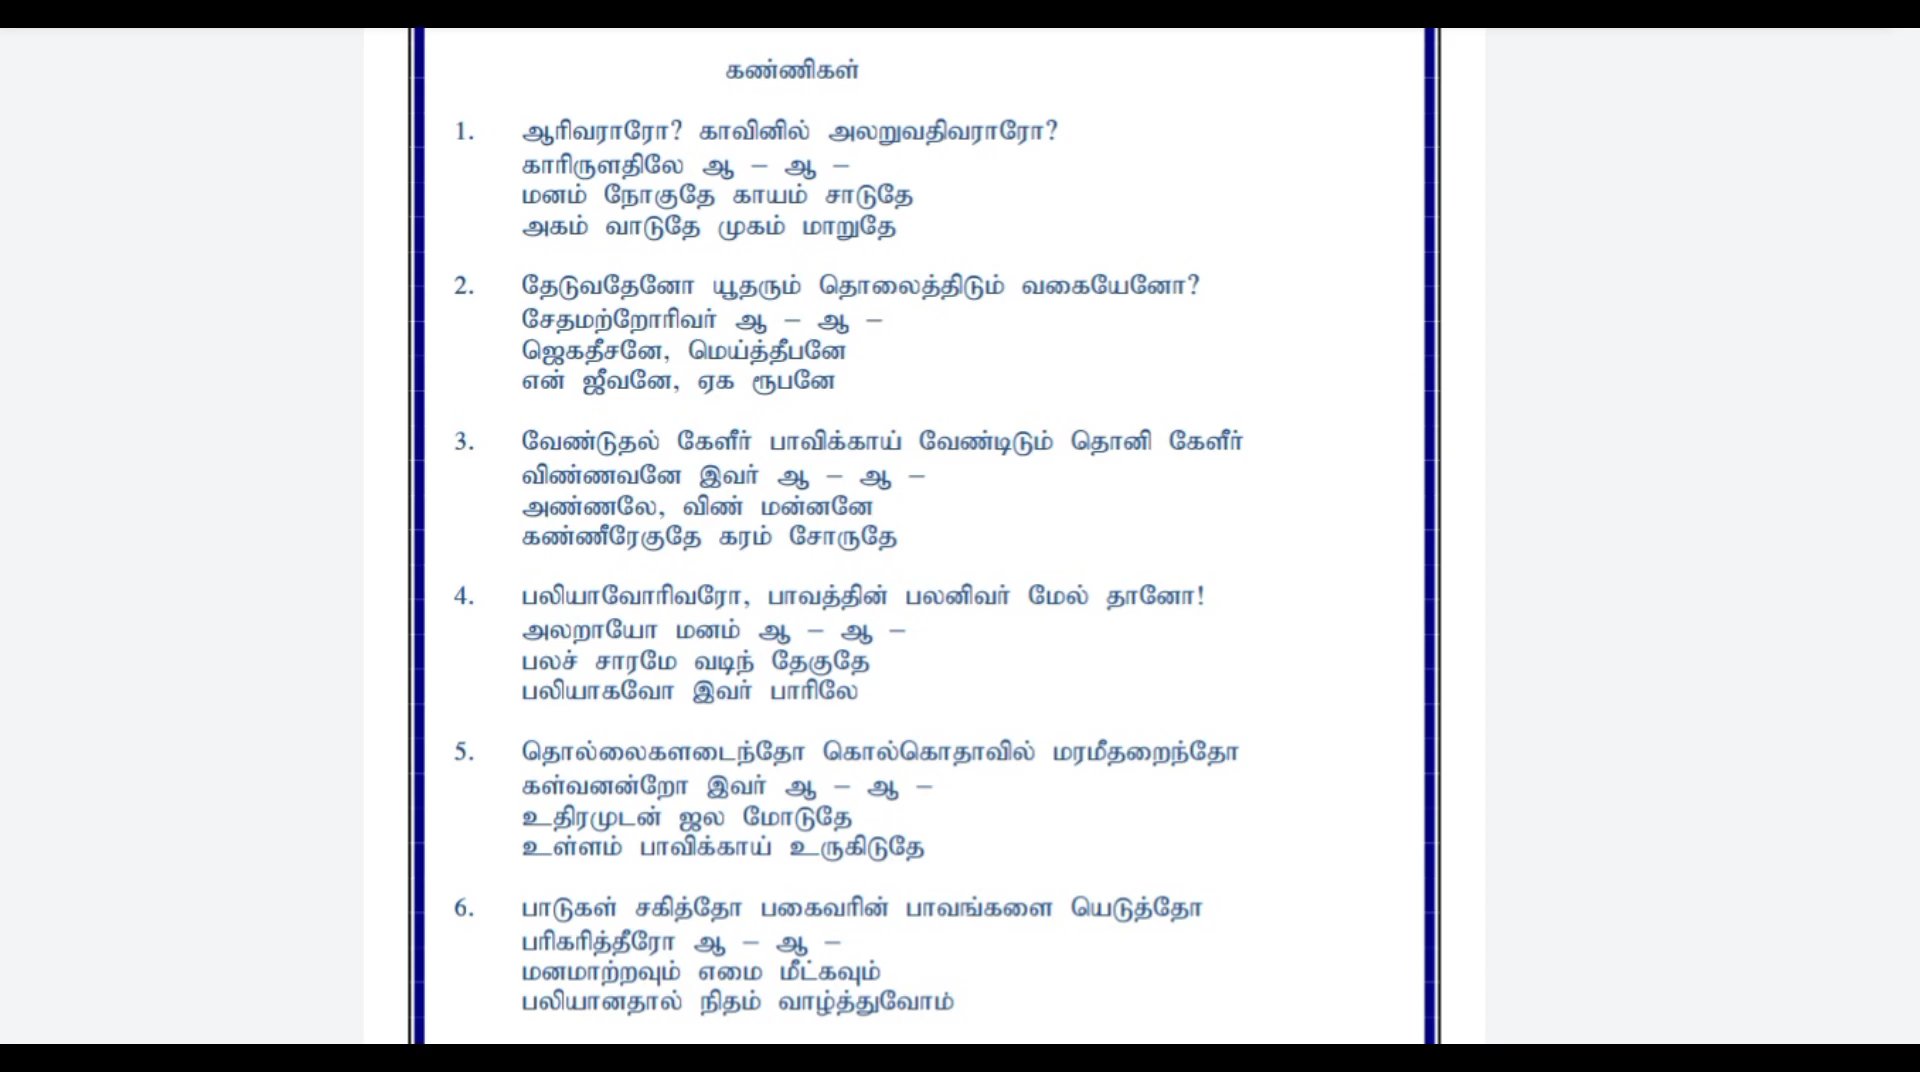 கண்ணிகள்
1. ஆரிவராரோ? காவினில் அலறுவதிவராரோ?
காரிருளதிலே ஆ – ஆ –
மனம் நோகுதே காயம் சாடுதே
அகம் வாடுதே முகம் மாறுதே
2. தேடுவதேனோ யூதரும் தொலைத்திடும் வகையேனோ?
சேதமற்றோரிவர் ஆ – ஆ –
ஜெகதீசனே, மெய்த்தீபனே
என் ஜீவனே, ஏக ரூபனே
3. வேண்டுதல் கேளீர் பாவிக்காய் வேண்டிடும் தொனி கேளீர்
விண்ணவனே இவர் ஆ – ஆ –
அண்ணலே, விண் மன்னனே
கண்ணீரேகுதே கரம் சோருதே
4. பலியாவோரிவரோ, பாவத்தின் பலனிவர் மேல் தானோ!
அலறாயோ மனம் ஆ – ஆ –
பலச் சாரமே வடிந் தேகுதே
பலியாகவோ இவர் பாரிலே
5. தொல்லைகளடைந்தோ கொல்கொதாவில் மரமீதறைந்தோ
கள்வனன்றோ இவர் ஆ – ஆ –
உதிரமுடன் ஜல மோடுதே
உள்ளம் பாவிக்காய் உருகிடுதே
6. பாடுகள் சகித்தோ பகைவரின் பாவங்களை யெடுத்தோ
பரிகரித்தீரோ ஆ – ஆ –
மனமாற்றவும் எமை மீட்கவும்
பலியானதால் நிதம் வாழ்த்துவோம்